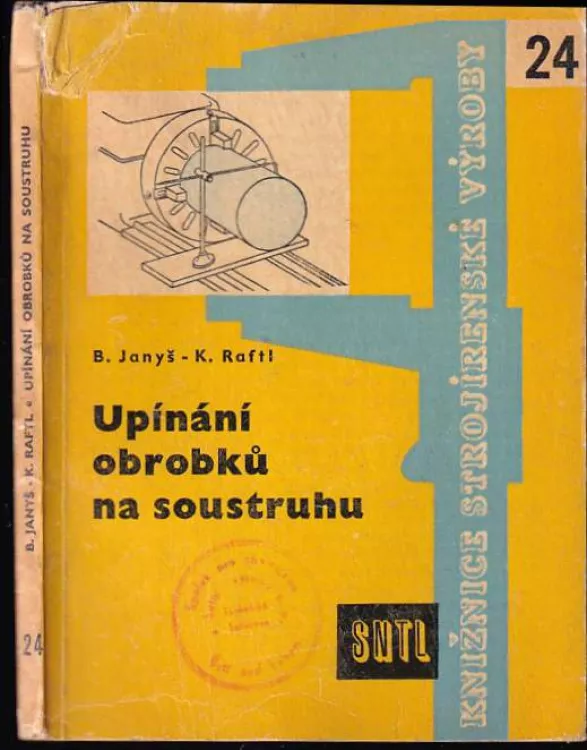 24
B. Janyš - K. Raftl
Upínání
obrobků
na soustruhu
SNTL
KNIŽNICE STROJÍRENSKÉ VÝROBY
B. JANYŠ - K. RAFTL • UPÍNÁNÍ OBROBKŮ NA SOUSTRUHU
24